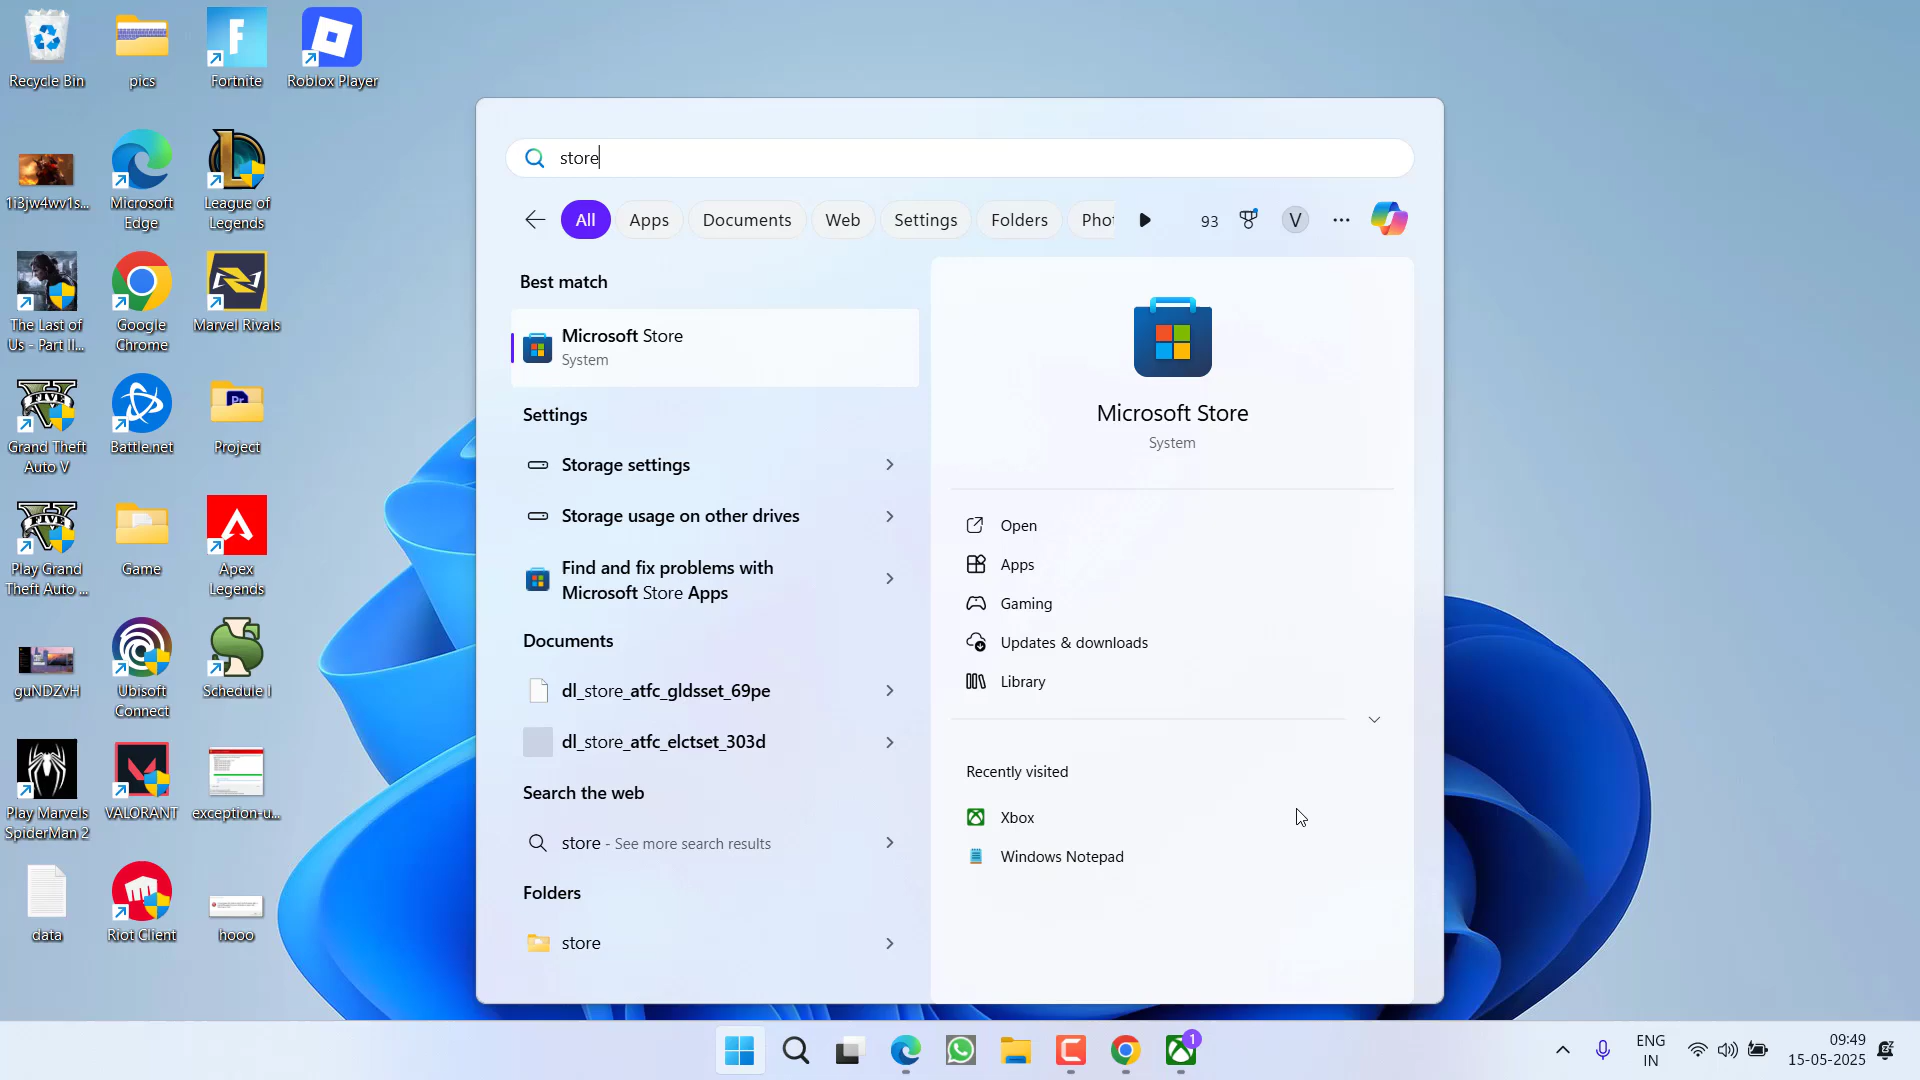 Recycle Bin
pics
Fortnite
Roblox Player
1i3jw4wv1s...
Microsoft
Edge
League of
Legends
The Last of
Us - Part II...
Google
Chrome
Marvel Rivals
Grand Theft
Auto V
Battle.net
Pr
Project
Play Grand
Theft Auto ...
Game
Apex
Legends
guNDZvH
Ubisoft
Connect
Schedule I
Play Marvels
SpiderMan 2
VALORANT
exception-u...
data
Riot Client
hooo
store
All
Apps
Documents
Web
Settings
Folders
Phot
93
V
Best match
Microsoft Store
System
Settings
Storage settings
Storage usage on other drives
Find and fix problems with
Microsoft Store Apps
Documents
dl_store_atfc_gldsset_69pe
dl_store_atfc_elctset_303d
Search the web
store - See more search results
Folders
store
Microsoft Store
System
Open
Apps
Gaming
Updates & downloads
Library
Recently visited
Xbox
Windows Notepad
1
ENG
IN
09:49
15-05-2025